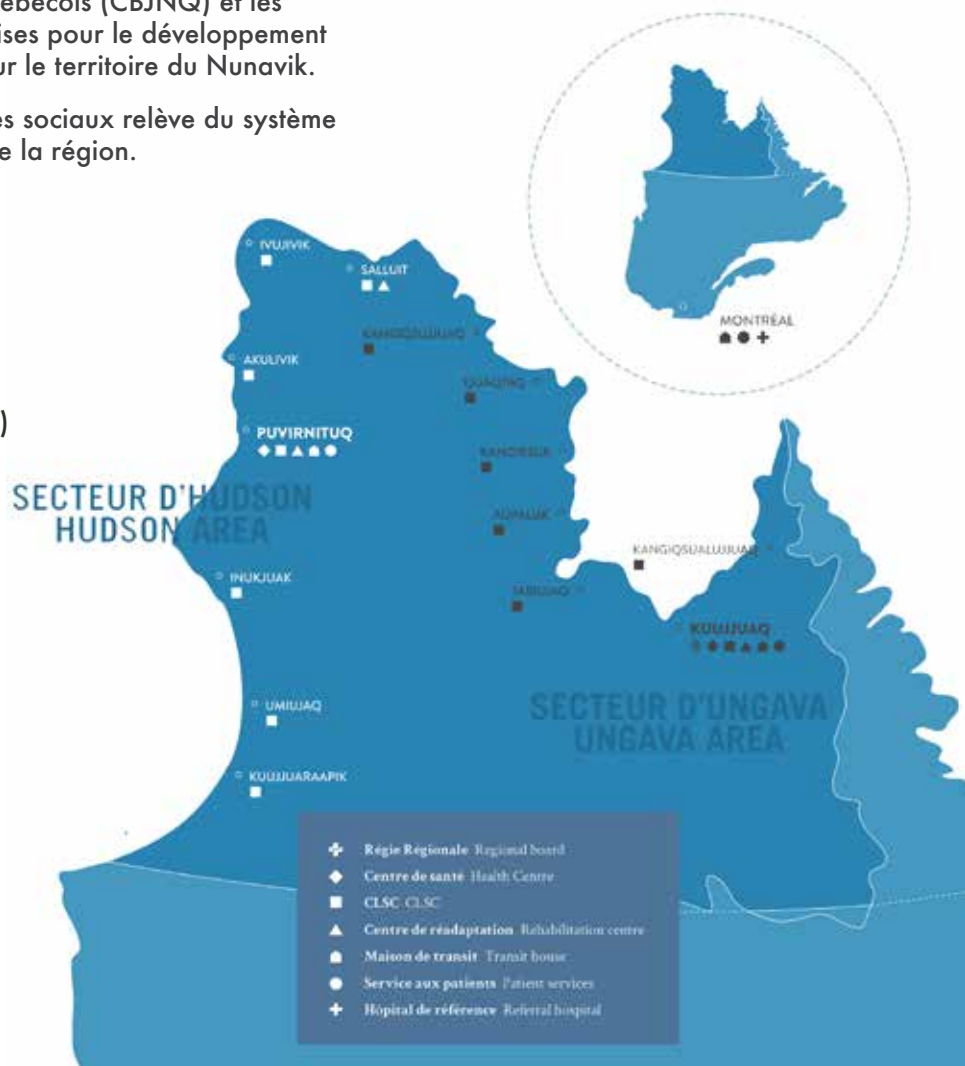 ébécois (CBJNQ) et les
ises pour le développement
ur le territoire du Nunavik.
es sociaux relève du système
e la région.
)
MONTRÉAL
IVUJIVIK
SALLUIT
AKULIVIK
PUVIRNITUQ
SECTEUR D'HUDSON
HUDSON AREA
INUKJUAK
UMIUJAQ
KUUJJUARAAPIK
QUAQTAQ
KANGIRSUK
AUPALUK
TASIUJAQ
KANGIQSUALUJJUAQ
KUUJJUAQ
SECTEUR D'UNGAVA
UNGAVA AREA
Régie Régionale Regional board
Centre de santé Health Centre
CLSC CLSC
Centre de réadaptation Rehabilitation centre
Maison de transit Transit house
Service aux patients Patient services
Hôpital de référence Referral hospital